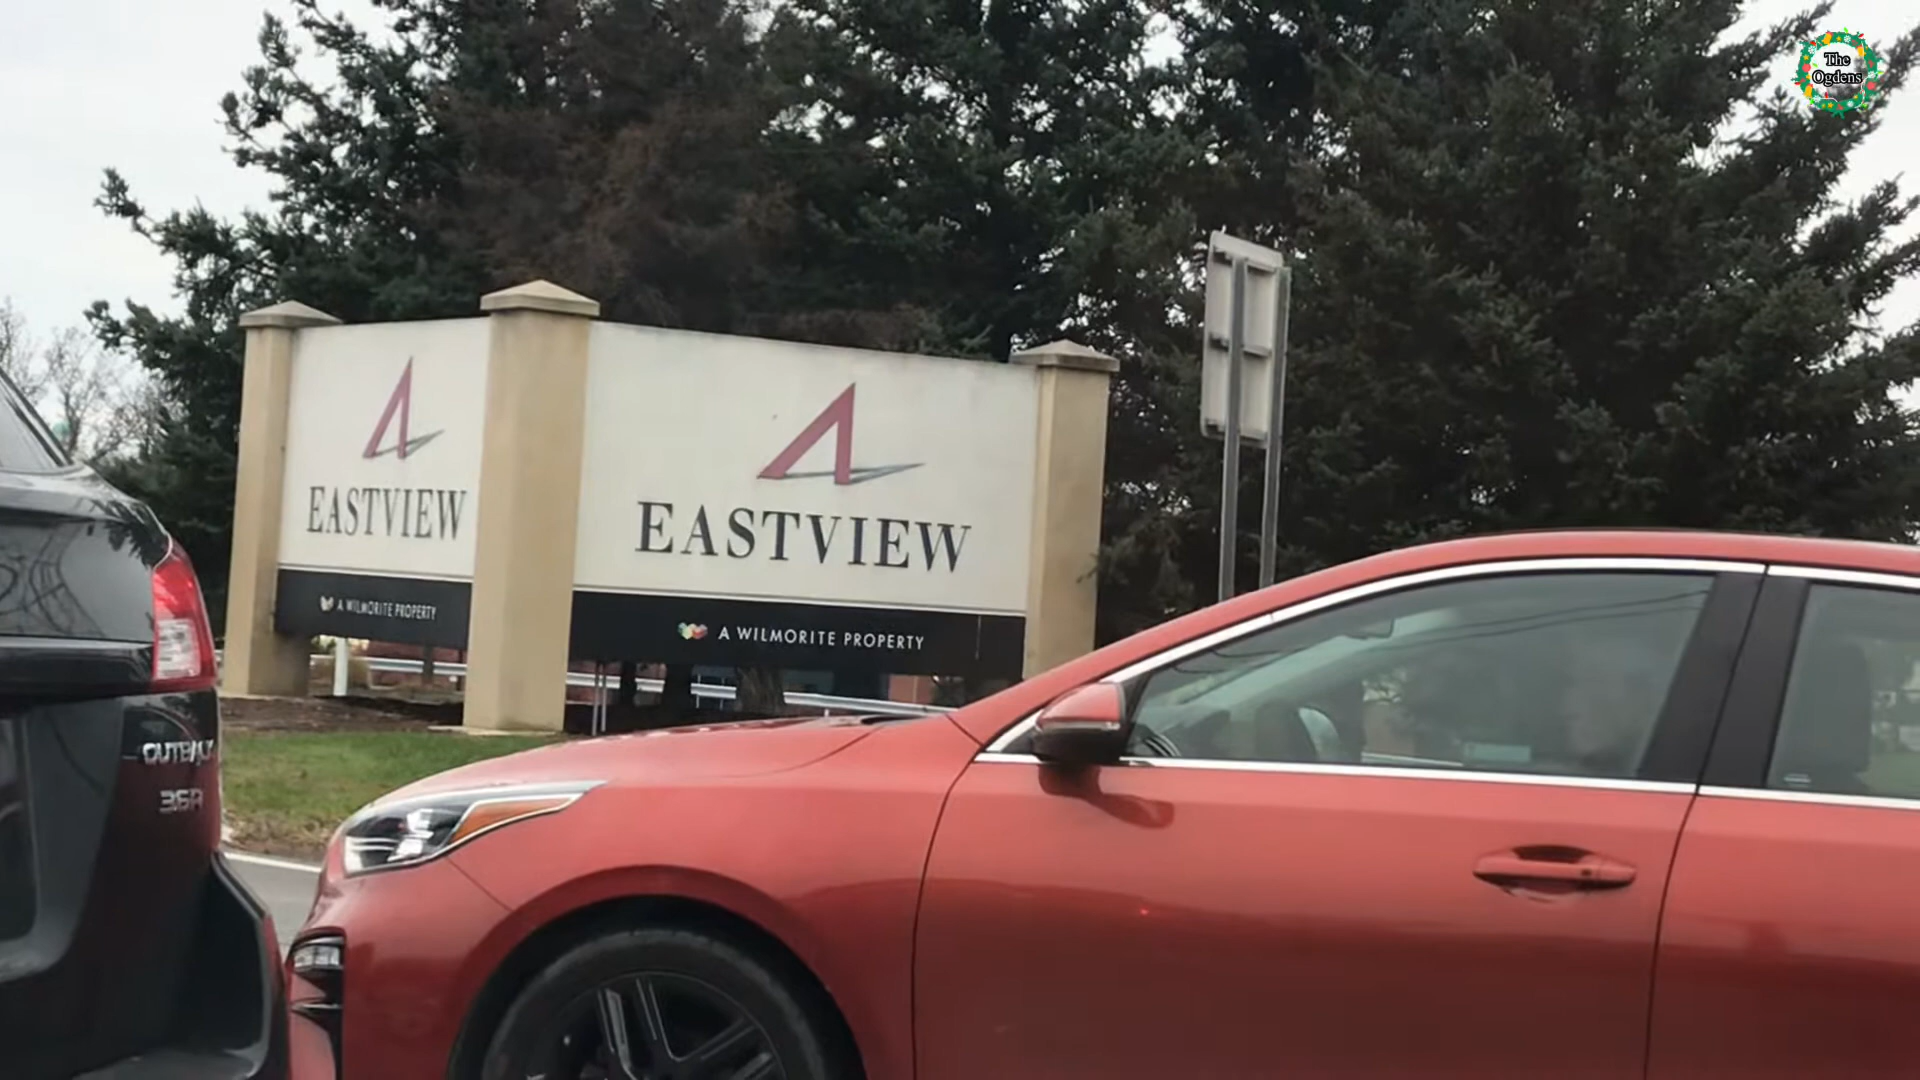 The
Ogdens
EASTVIEW
A WILMORITE PROPERTY
EASTVIEW
A WILMORITE PROPERTY
OUTBACK
3.6R